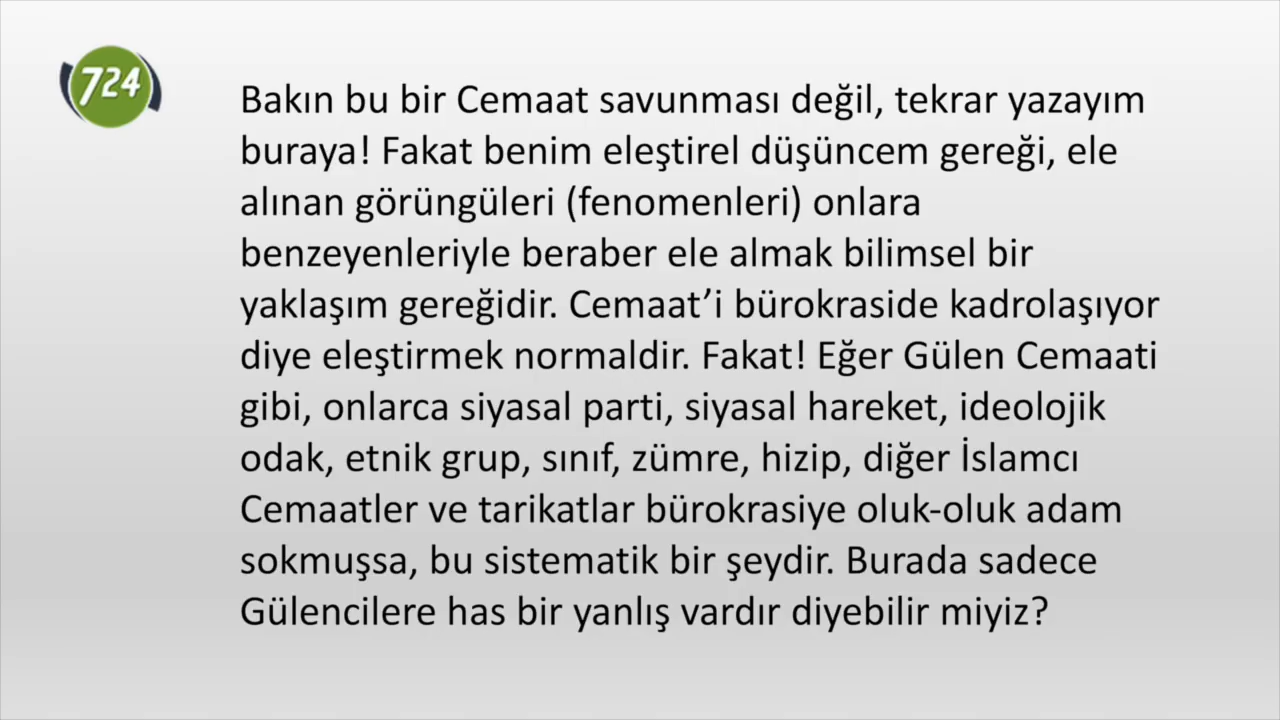 724
Bakın bu bir Cemaat savunması değil, tekrar yazayım
buraya! Fakat benim eleştirel düşüncem gereği, ele
alınan görüngüleri (fenomenleri) onlara
benzeyenleriyle beraber ele almak bilimsel bir
yaklaşım gereğidir. Cemaat’i bürokraside kadrolaşıyor
diye eleştirmek normaldir. Fakat! Eğer Gülen Cemaati
gibi, onlarca siyasal parti, siyasal hareket, ideolojik
odak, etnik grup, sınıf, zümre, hizip, diğer İslamcı
Cemaatler ve tarikatlar bürokrasiye oluk-oluk adam
sokmuşsa, bu sistematik bir şeydir. Burada sadece
Gülencilere has bir yanlış vardır diyebilir miyiz?